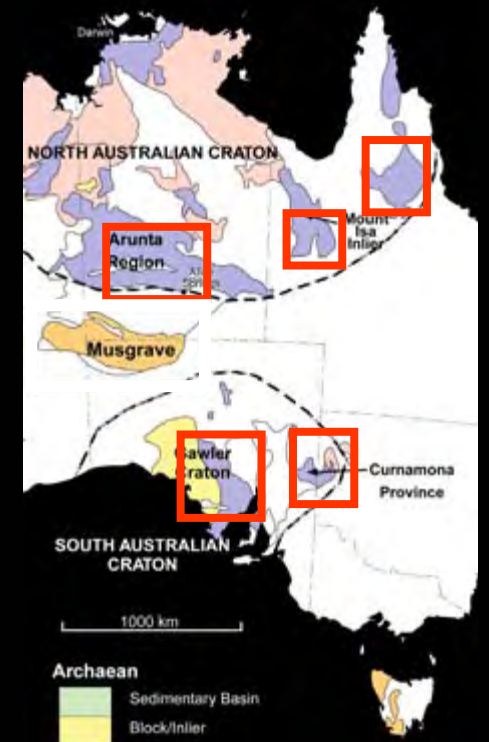 Darwin
NORTH AUSTRALIAN CRATON
Mount
Isa
Inlier
Arunta
Region
Musgrave
Gawler
Craton
Curnamona
Province
SOUTH AUSTRALIAN
CRATON
1000 km
Archaean
Sedimentary Basin
Block/Inlier